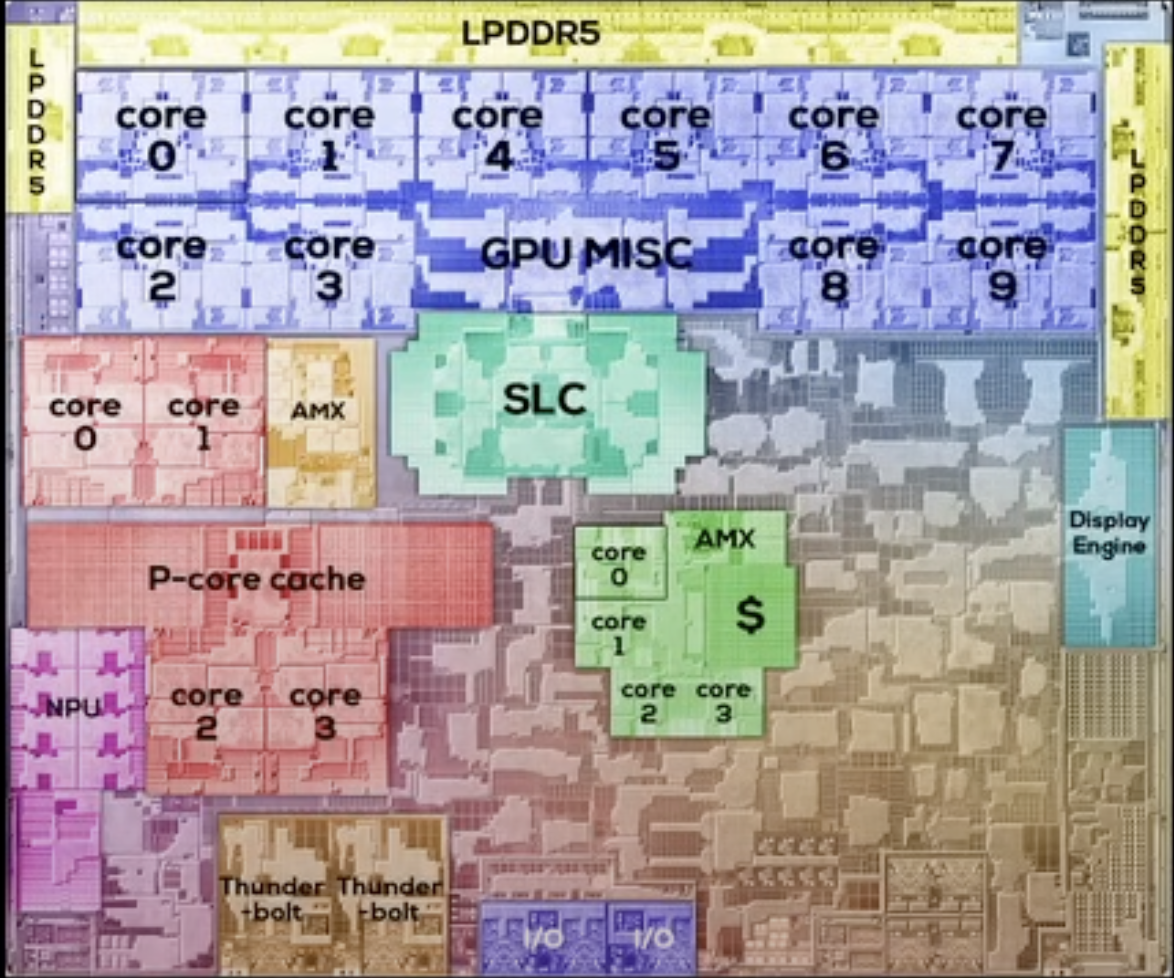 LPDDR5
LPDDR5
core
0
core
1
core
4
core
5
core
6
core
7
LPDDR5
core
2
core
3
GPU MISC
core
8
core
9
core
0
core
1
AMX
SLC
Display
Engine
P-core cache
core
0
AMX
core
1
$
NPU
core
2
core
3
core
2
core
3
Thunder
-bolt
Thunder
-bolt
I/O
I/O